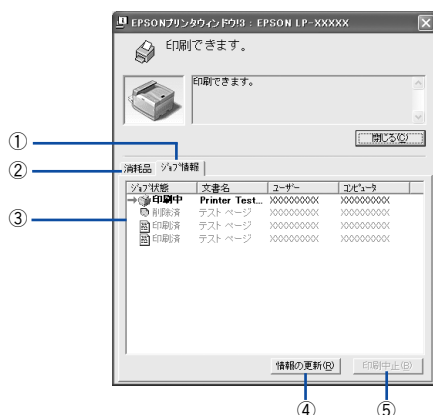 EPSONプリンタウィンドウ!3 : EPSON LP-XXXXX
印刷できます。
印刷できます。
閉じる(C)
①
②
消耗品 ジョブ情報
ジョブ状態 文書名 ユーザー コンピュータ
印刷中 Printer Test... XXXXXXXXX XXXXXXXXX
削除済 テスト ページ XXXXXXXXX XXXXXXXXX
③
印刷済 テスト ページ XXXXXXXXX XXXXXXXXX
印刷済 テスト ページ XXXXXXXXX XXXXXXXXX
情報の更新(R) 印刷中止(P)
④ ⑤